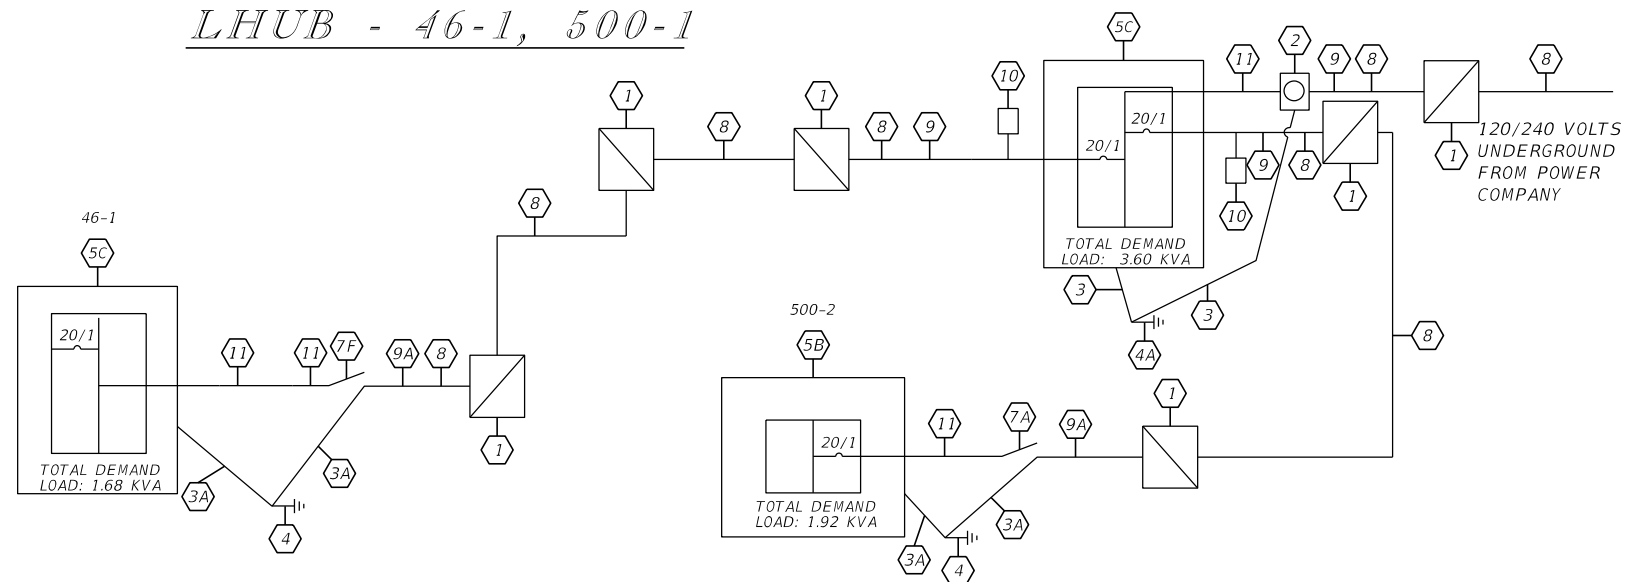 LHUB - 46-1, 500-1
5C
2
11
9
8
8
10
1
1
8
8
9
20/1
20/1
9
8
1
120/240 VOLTS
UNDERGROUND
FROM POWER
COMPANY
1
10
8
46-1
5C
TOTAL DEMAND
LOAD: 3.60 KVA
3
3
4A
500-2
5B
8
20/1
11
11
7F
9A
8
1
1
3A
TOTAL DEMAND
LOAD: 1.68 KVA
3A
4
20/1
11
7A
9A
TOTAL DEMAND
LOAD: 1.92 KVA
3A
3A
4